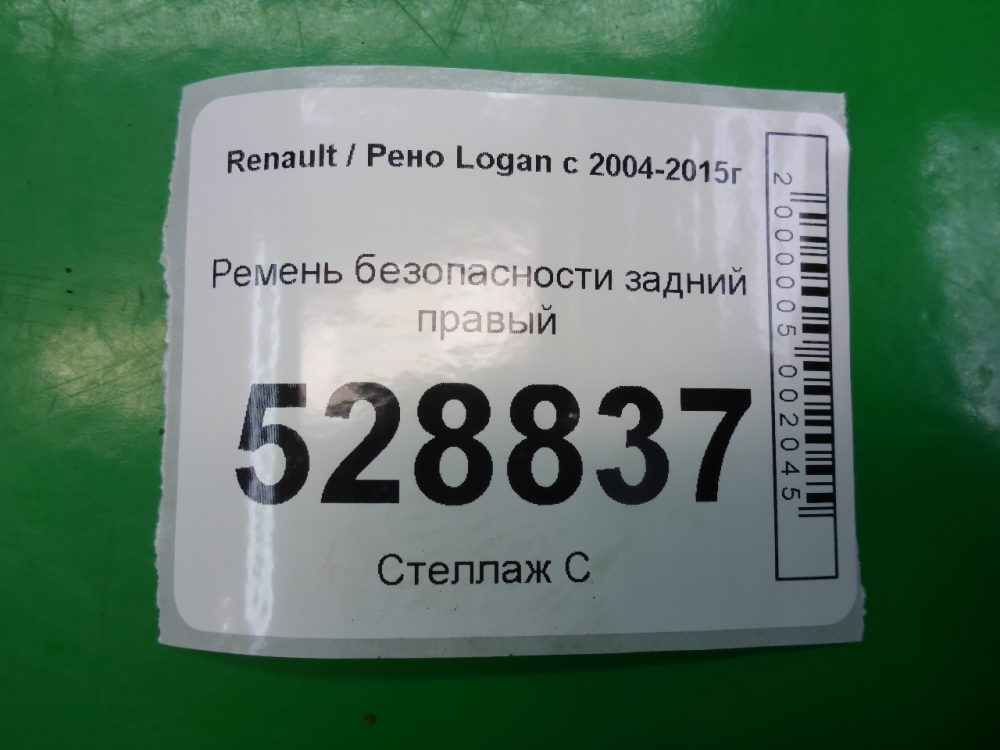 Renault / Рено Logan с 2004-2015г
Ремень безопасности задний
правый
528837
Стеллаж С
2000005002045